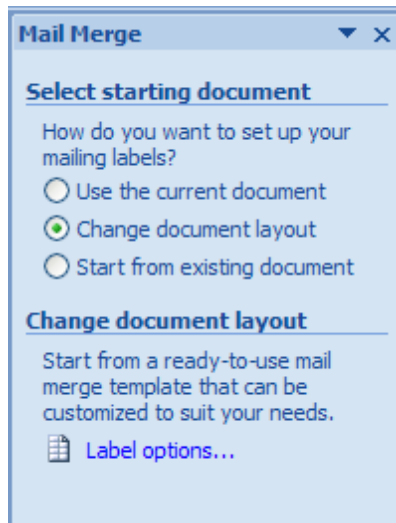 Mail Merge
Select starting document
How do you want to set up your
mailing labels?
Use the current document
Change document layout
Start from existing document
Change document layout
Start from a ready-to-use mail
merge template that can be
customized to suit your needs.
Label options...